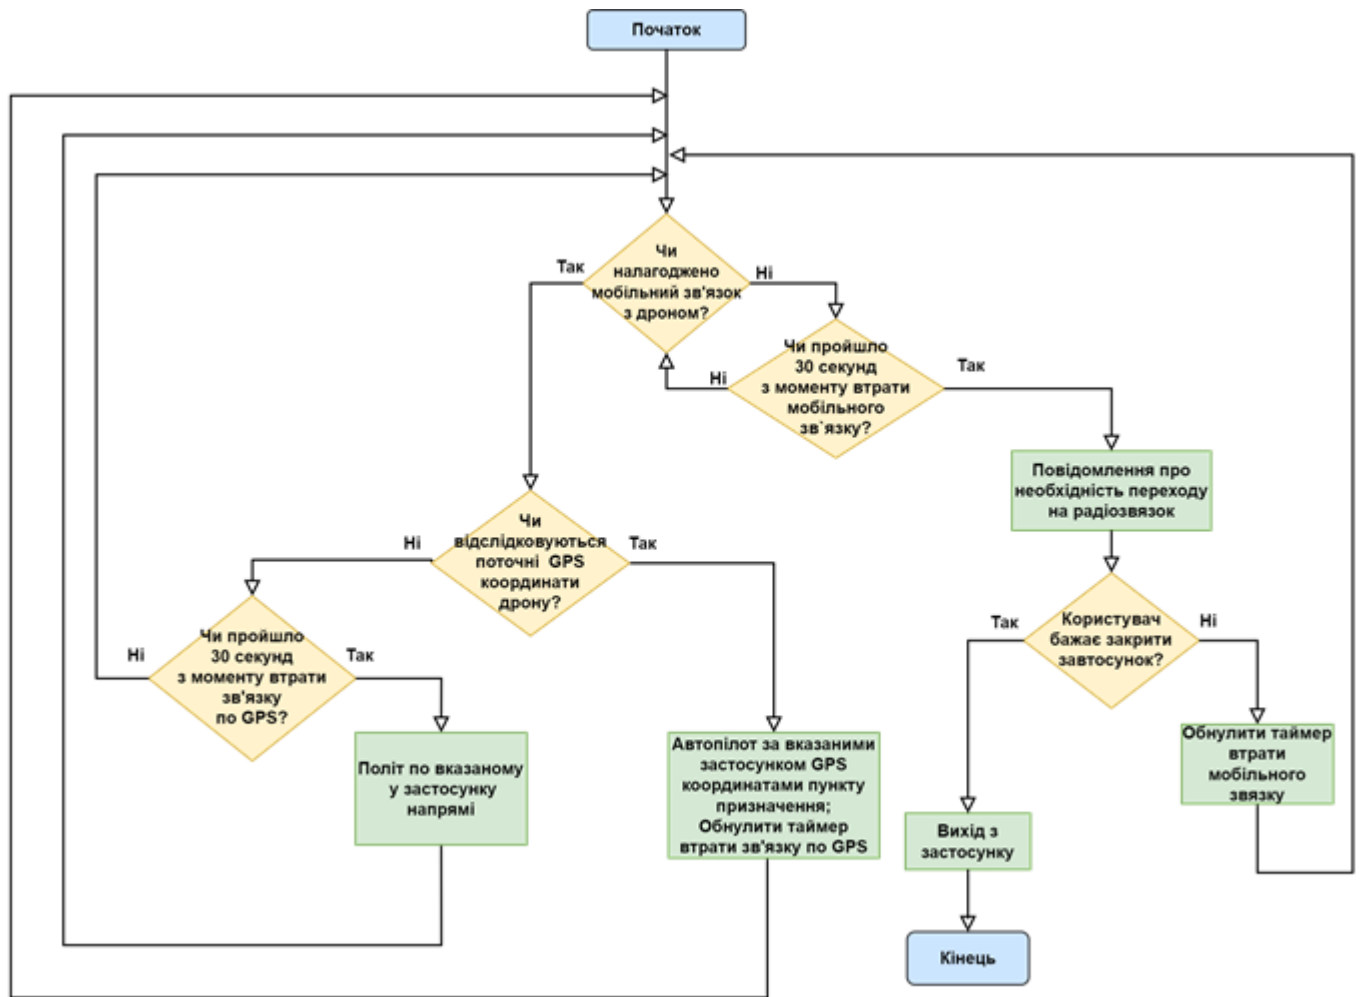 Початок
Чи
налагоджено
мобільний зв'язок
з дроном?
Так
Ні
Чи пройшло
30 секунд
з моменту втрати
мобільного
зв`язку?
Ні
Так
Повідомлення про
необхідність переходу
на радіозвязок
Чи
відслідковуються
поточні GPS
координати
дрону?
Ні
Так
Чи пройшло
30 секунд
з моменту втрати
зв'язку
по GPS?
Ні
Так
Користувач
бажає закрити
завтосунок?
Так
Ні
Політ по вказаному
у застосунку
напрямі
Автопілот за вказаними
застосунком GPS
координатами пункту
призначення;
Обнулити таймер
втрати зв'язку по GPS
Обнулити таймер
втрати
мобільного
звязку
Вихід з
застосунку
Кінець